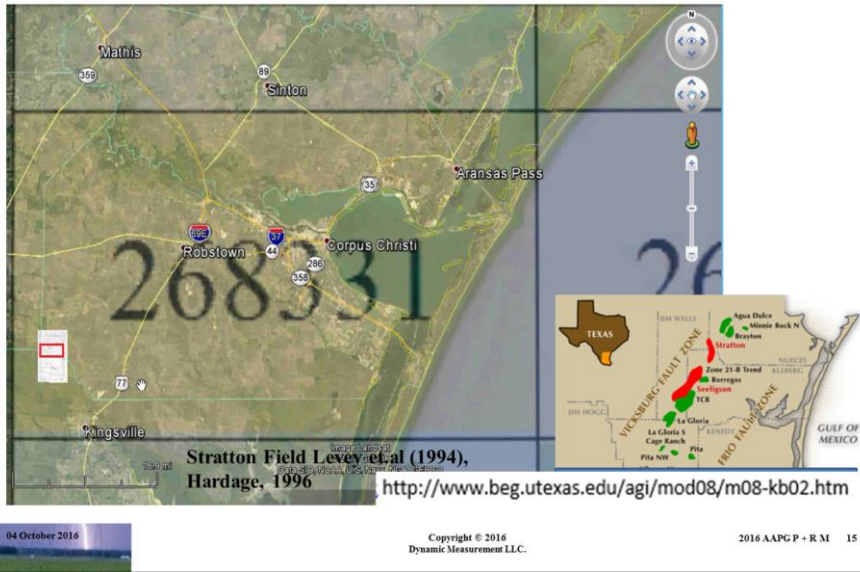 N
Mathis
359
89
Sinton
Aransas Pass
35
69E
37
Robstown
44
Corpus Christi
286
358
268331
26
77
Kingsville
Stratton Field Levey et.al (1994),
Hardage, 1996
Image Landsat
TEXAS
JIM WELLS
Agua Dulce
Minnie Bock N
Brayton
Stratton
VICKSBURG FAULT ZONE
NUECES
KLEBERG
Zone 21-B Trend
Borregos
Seeligson
TCB
JIM HOGG
La Gloria
FRIO FAULT ZONE
KENEDY
La Gloria S
Cage Ranch
Pita
Pita NW
GULF OF
MEXICO
http://www.beg.utexas.edu/agi/mod08/m08-kb02.htm
04 October 2016
Copyright © 2016
Dynamic Measurement LLC.
2016 AAPG P + R M 15